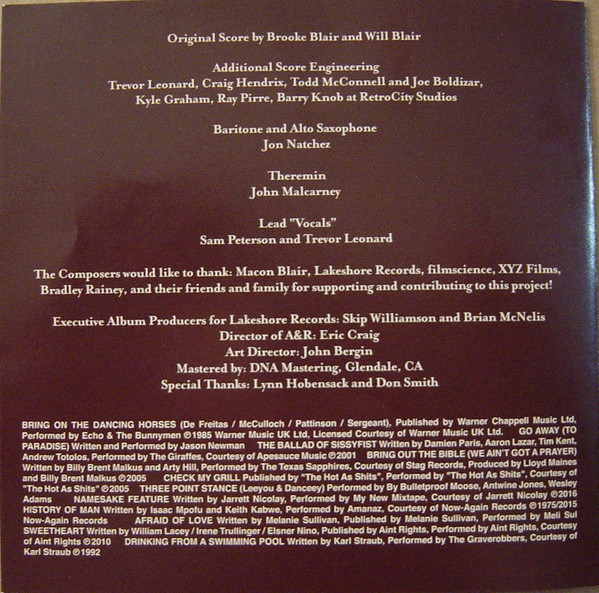 Original Score by Brooke Blair and Will Blair
Additional Score Engineering
Trevor Leonard, Craig Hendrix, Todd McConnell and Joe Boldizar,
Kyle Graham, Ray Pirre, Barry Knob at RetroCity Studios
Baritone and Alto Saxophone
Jon Natchez
Theremin
John Malcarney
Lead "Vocals"
Sam Peterson and Trevor Leonard
The Composers would like to thank: Macon Blair, Lakeshore Records, filmscience, XYZ Films,
Bradley Rainey, and their friends and family for supporting and contributing to this project!
Executive Album Producers for Lakeshore Records: Skip Williamson and Brian McNelis
Director of A&R: Eric Craig
Art Director: John Bergin
Mastered by: DNA Mastering, Glendale, CA
Special Thanks: Lynn Hobensack and Don Smith
BRING ON THE DANCING HORSES (De Freitas / McCulloch / Pattinson / Sergeant), Published by Warner Chappell Music Ltd,
Performed by Echo & The Bunnymen ℗1985 Warner Music UK Ltd, Licensed Courtesy of Warner Music UK Ltd. GO AWAY (TO
PARADISE) Written and Performed by Jason Newman THE BALLAD OF SISSYFIST Written by Damien Paris, Aaron Lazar, Tim Kent,
Andrew Totolos, Performed by The Giraffes, Courtesy of Apesauce Music ℗2001 BRING OUT THE BIBLE (WE AIN'T GOT A PRAYER)
Written by Billy Brent Malkus and Arty Hill, Performed by The Texas Sapphires, Courtesy of Stag Records, Produced by Lloyd Maines
and Billy Brent Malkus ℗2005 CHECK MY GRILL Published by "The Hot As Shits", Performed by "The Hot As Shits", Courtesy of
"The Hot As Shits" ℗2005 THREE POINT STANCE (Leeyou & Danceey) Performed By Bulletproof Moose, Antwine Jones, Wesley
Adams NAMESAKE FEATURE Written by Jarrett Nicolay, Performed by My New Mixtape, Courtesy of Jarrett Nicolay ℗2016
HISTORY OF MAN Written by Isaac Mpofu and Keith Kabwe, Performed by Amanaz, Courtesy of Now-Again Records ℗1975/2015
Now-Again Records AFRAID OF LOVE Written by Melanie Sullivan, Published by Melanie Sullivan, Performed by Meli Sui
SWEETHEART Written by William Lacey / Irene Trullinger / Elsner Nino, Published by Aint Rights, Performed by Aint Rights, Courtesy
of Aint Rights ℗2010 DRINKING FROM A SWIMMING POOL Written by Karl Straub, Performed by The Graverobbers, Courtesy of
Karl Straub ℗1992